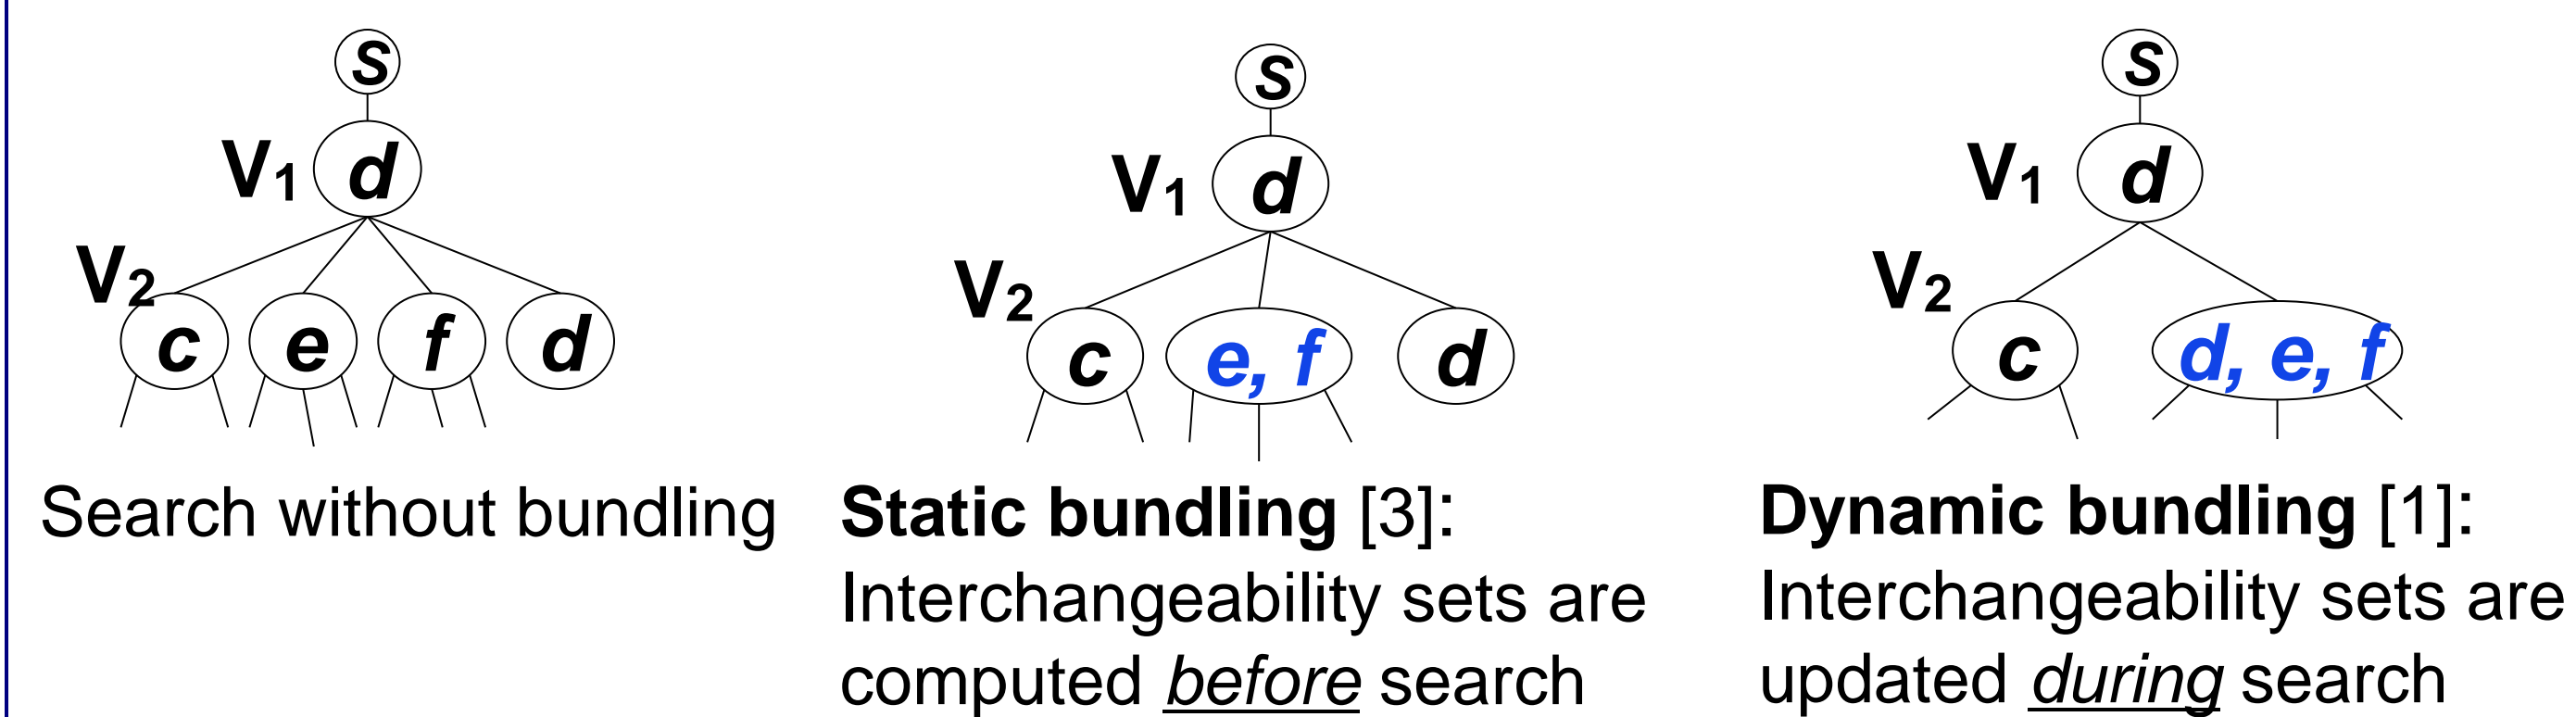 S
V1 d
V2
c e f d
Search without bundling
S
V1 d
V2
c e, f d
Static bundling [3]:
Interchangeability sets are
computed before search
S
V1 d
V2
c d, e, f
Dynamic bundling [1]:
Interchangeability sets are
updated during search